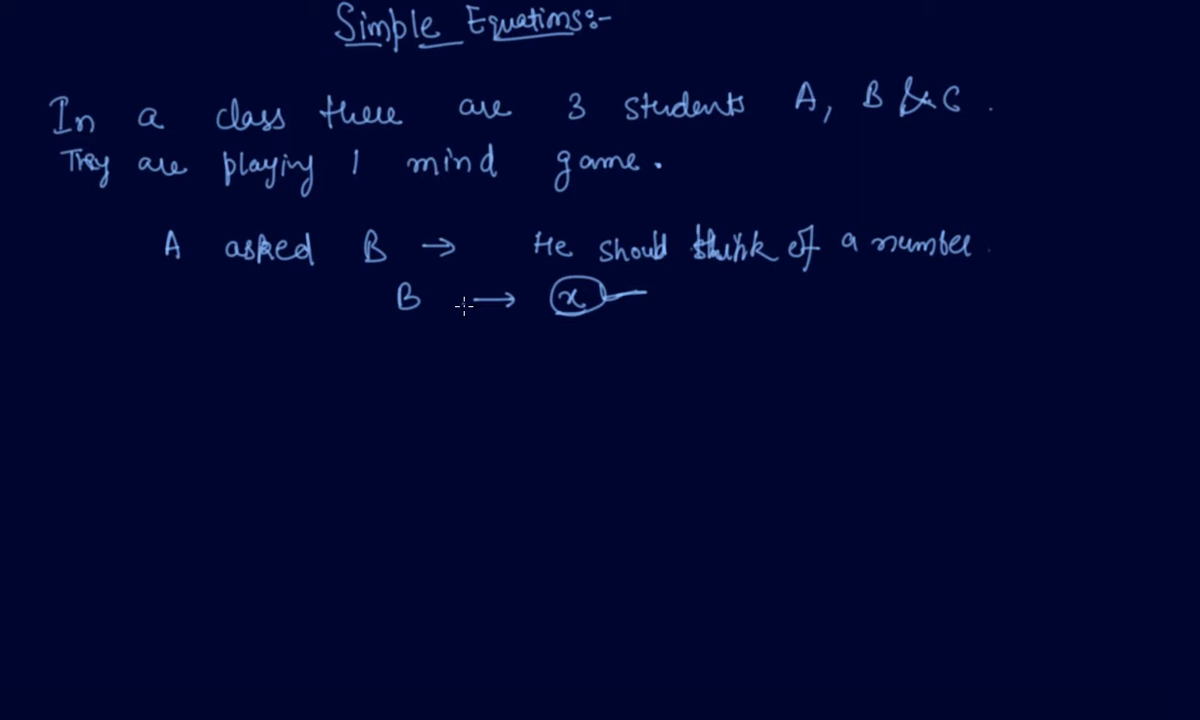 Simple Equations:-
In a class there are 3 students A, B & C.
They are playing 1 mind game.
A asked B → He should think of a number.
B → x